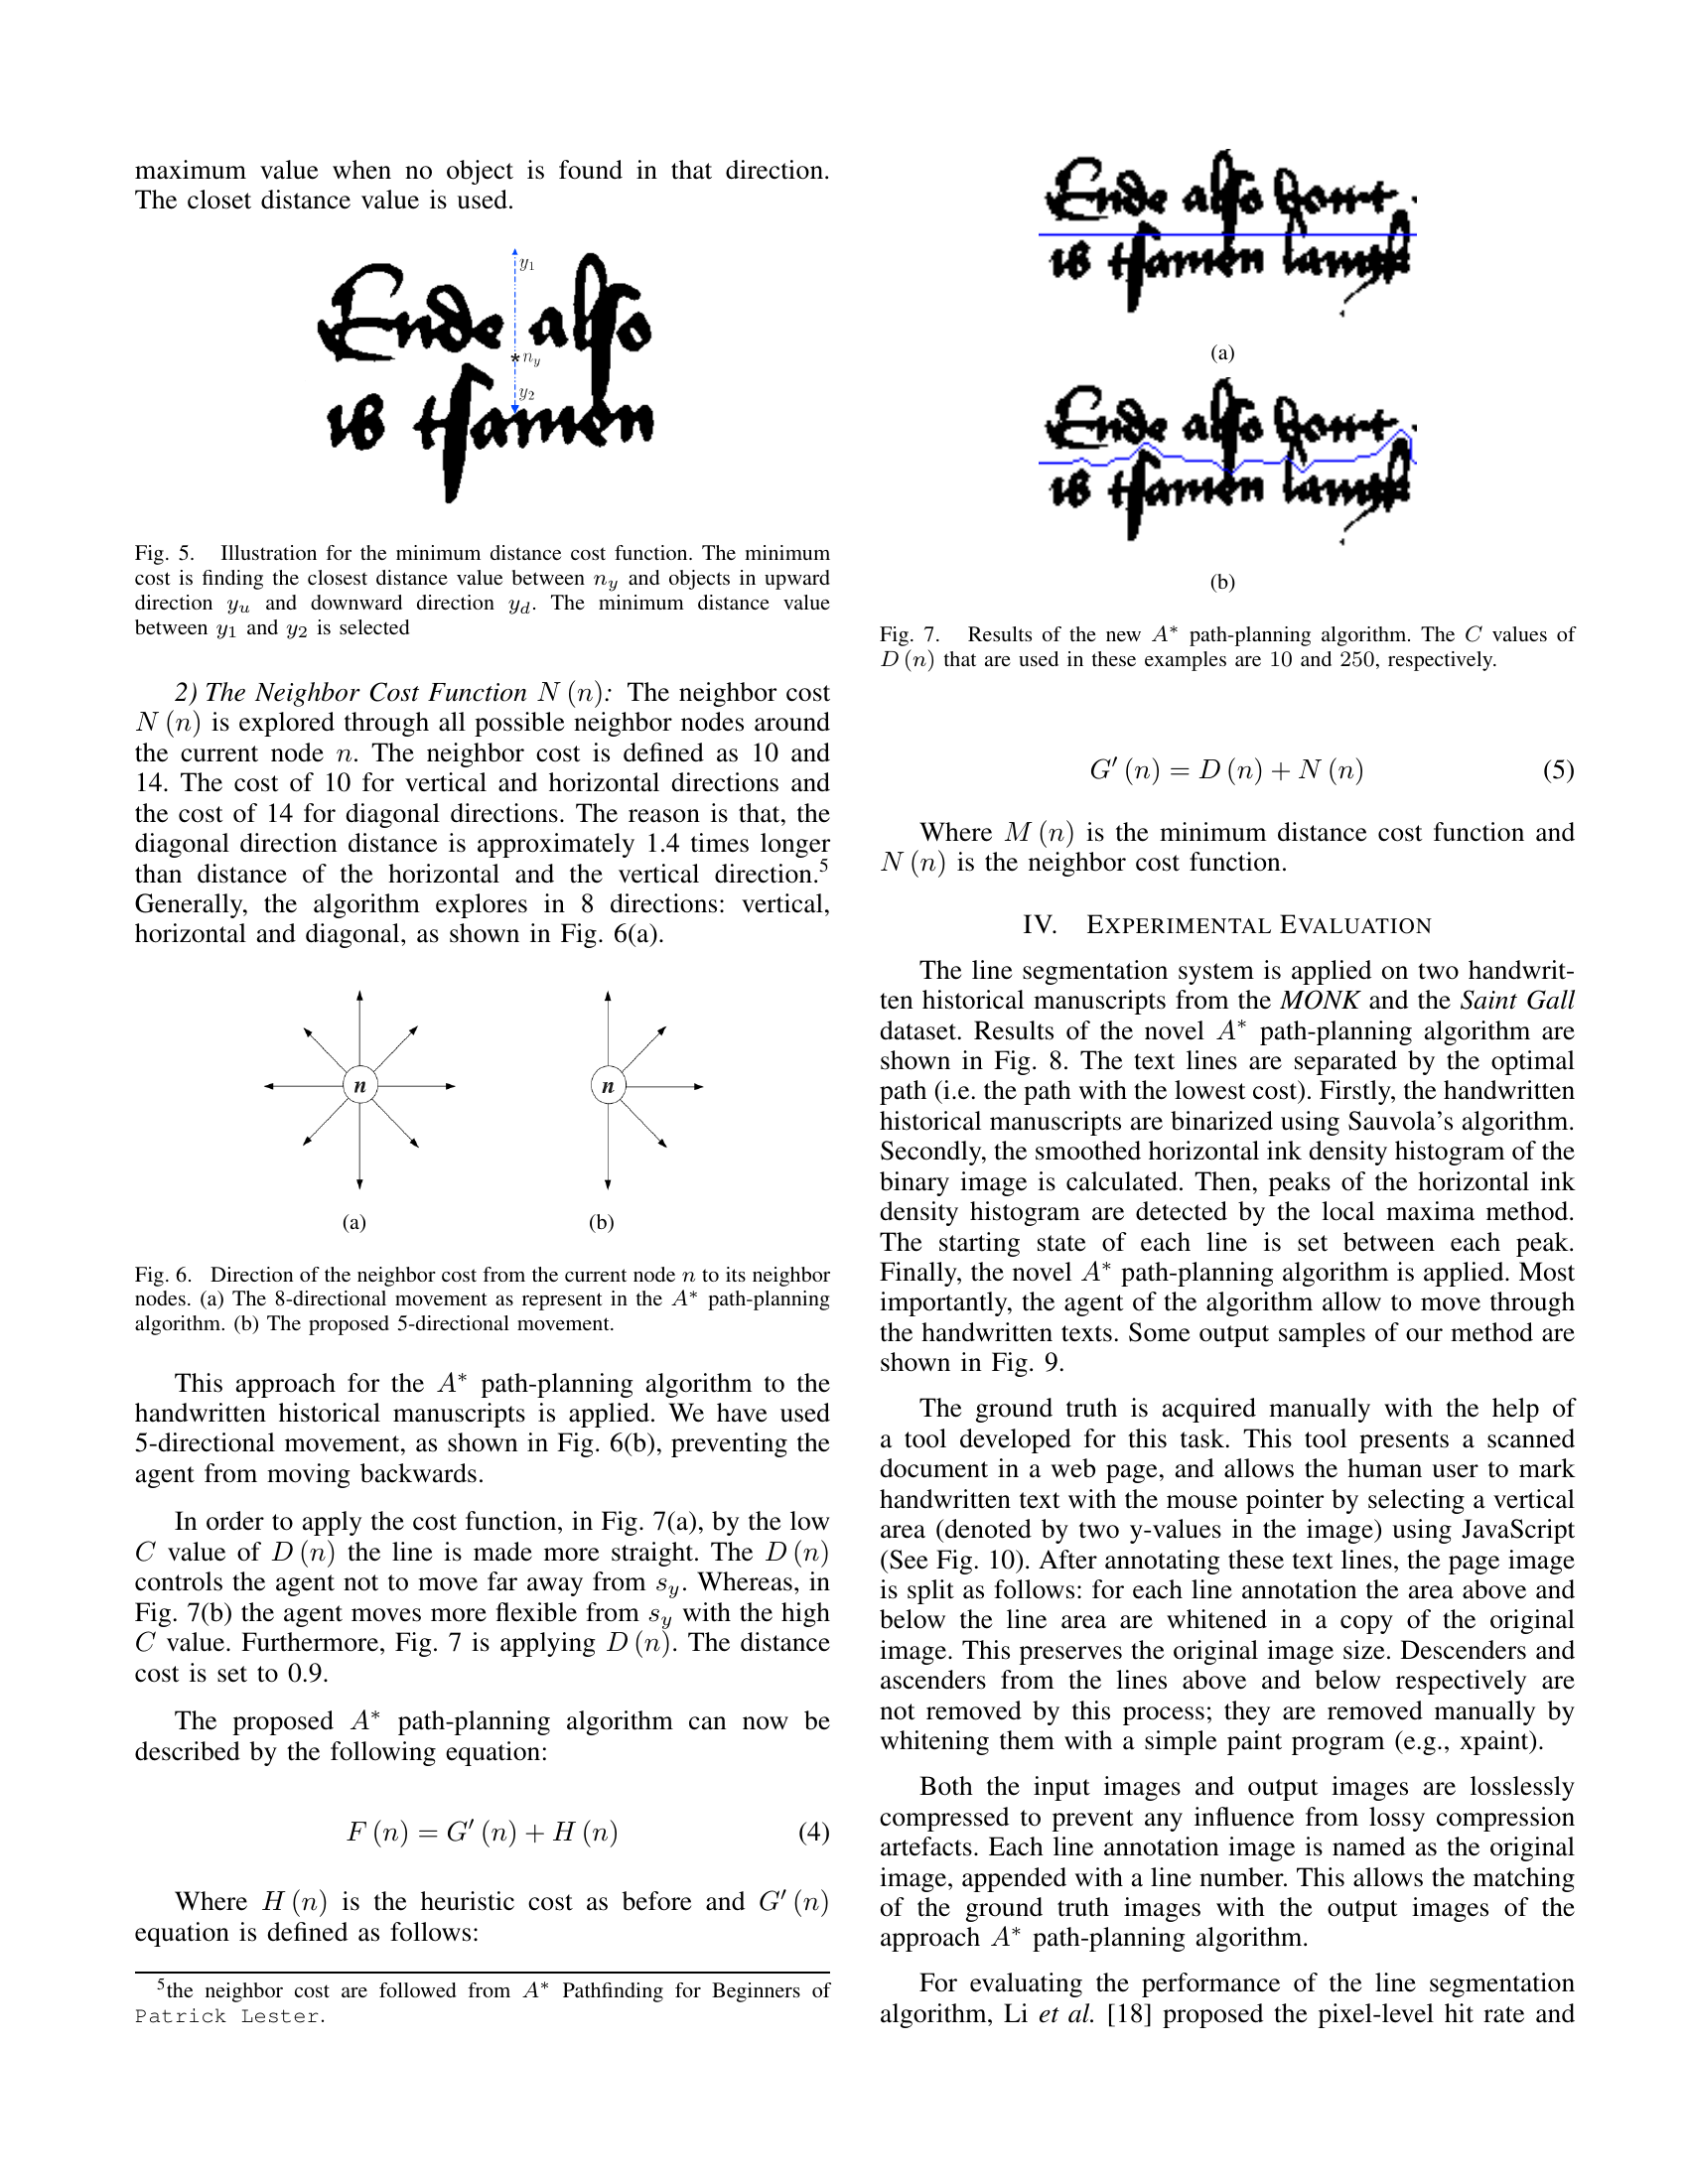 maximum value when no object is found in that direction.
The closet distance value is used.
y1
ny
y2
Ende also
is tsamen
Fig. 5. Illustration for the minimum distance cost function. The minimum
cost is finding the closest distance value between ny and objects in upward
direction yu and downward direction yd. The minimum distance value
between y1 and y2 is selected
2) The Neighbor Cost Function N (n): The neighbor cost
N (n) is explored through all possible neighbor nodes around
the current node n. The neighbor cost is defined as 10 and
14. The cost of 10 for vertical and horizontal directions and
the cost of 14 for diagonal directions. The reason is that, the
diagonal direction distance is approximately 1.4 times longer
than distance of the horizontal and the vertical direction.5
Generally, the algorithm explores in 8 directions: vertical,
horizontal and diagonal, as shown in Fig. 6(a).
n
n
(a)
(b)
Fig. 6. Direction of the neighbor cost from the current node n to its neighbor
nodes. (a) The 8-directional movement as represent in the A* path-planning
algorithm. (b) The proposed 5-directional movement.
This approach for the A* path-planning algorithm to the
handwritten historical manuscripts is applied. We have used
5-directional movement, as shown in Fig. 6(b), preventing the
agent from moving backwards.
In order to apply the cost function, in Fig. 7(a), by the low
C value of D (n) the line is made more straight. The D (n)
controls the agent not to move far away from sy. Whereas, in
Fig. 7(b) the agent moves more flexible from sy with the high
C value. Furthermore, Fig. 7 is applying D (n). The distance
cost is set to 0.9.
The proposed A* path-planning algorithm can now be
described by the following equation:
F (n) = G′ (n) + H (n) (4)
Where H (n) is the heuristic cost as before and G′ (n)
equation is defined as follows:
5the neighbor cost are followed from A* Pathfinding for Beginners of
Patrick Lester.
Ende also
is tsamen
(a)
Ende also
is tsamen
(b)
Fig. 7. Results of the new A* path-planning algorithm. The C values of
D (n) that are used in these examples are 10 and 250, respectively.
G′ (n) = D (n) + N (n) (5)
Where M (n) is the minimum distance cost function and
N (n) is the neighbor cost function.
IV. EXPERIMENTAL EVALUATION
The line segmentation system is applied on two handwrit-
ten historical manuscripts from the MONK and the Saint Gall
dataset. Results of the novel A* path-planning algorithm are
shown in Fig. 8. The text lines are separated by the optimal
path (i.e. the path with the lowest cost). Firstly, the handwritten
historical manuscripts are binarized using Sauvola's algorithm.
Secondly, the smoothed horizontal ink density histogram of the
binary image is calculated. Then, peaks of the horizontal ink
density histogram are detected by the local maxima method.
The starting state of each line is set between each peak.
Finally, the novel A* path-planning algorithm is applied. Most
importantly, the agent of the algorithm allow to move through
the handwritten texts. Some output samples of our method are
shown in Fig. 9.
The ground truth is acquired manually with the help of
a tool developed for this task. This tool presents a scanned
document in a web page, and allows the human user to mark
handwritten text with the mouse pointer by selecting a vertical
area (denoted by two y-values in the image) using JavaScript
(See Fig. 10). After annotating these text lines, the page image
is split as follows: for each line annotation the area above and
below the line area are whitened in a copy of the original
image. This preserves the original image size. Descenders and
ascenders from the lines above and below respectively are
not removed by this process; they are removed manually by
whitening them with a simple paint program (e.g., xpaint).
Both the input images and output images are losslessly
compressed to prevent any influence from lossy compression
artefacts. Each line annotation image is named as the original
image, appended with a line number. This allows the matching
of the ground truth images with the output images of the
approach A* path-planning algorithm.
For evaluating the performance of the line segmentation
algorithm, Li et al. [18] proposed the pixel-level hit rate and